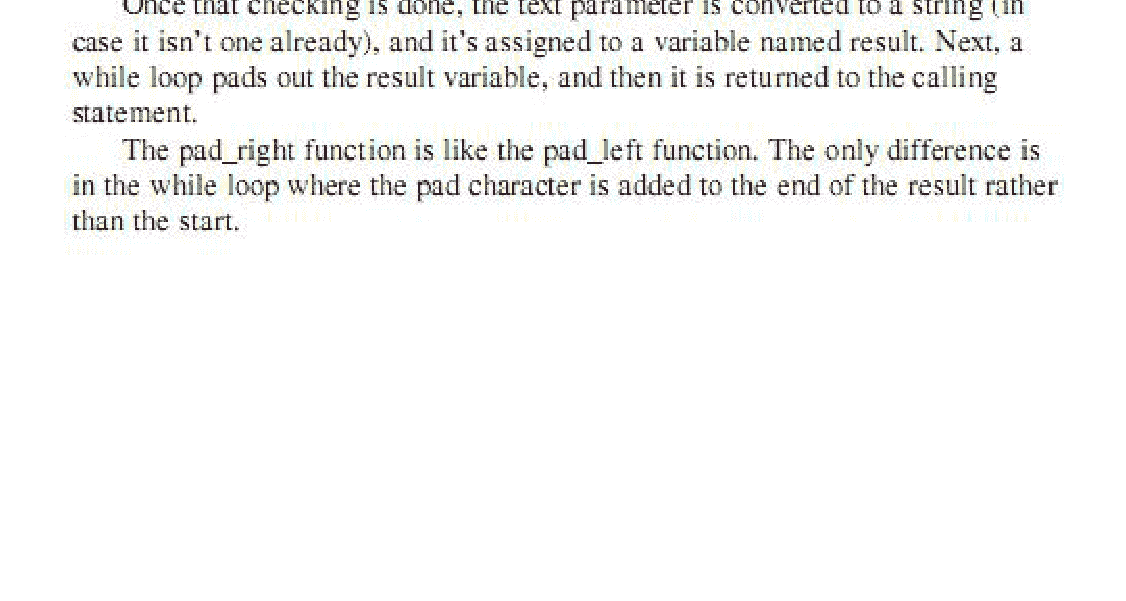 Once that checking is done, the text parameter is converted to a string (in
case it isn't one already), and it's assigned to a variable named result. Next, a
while loop pads out the result variable, and then it is returned to the calling
statement.
The pad_right function is like the pad_left function. The only difference is
in the while loop where the pad character is added to the end of the result rather
than the start.